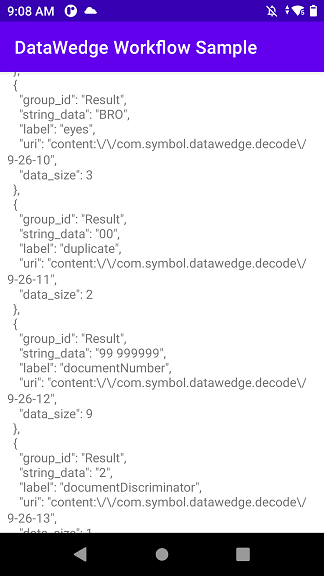 9:08 AM
DataWedge Workflow Sample
},
{
"group_id": "Result",
"string_data": "BRO",
"label": "eyes",
"uri": "content:\/\/com.symbol.datawedge.decode\/
9-26-10",
"data_size": 3
},
{
"group_id": "Result",
"string_data": "00",
"label": "duplicate",
"uri": "content:\/\/com.symbol.datawedge.decode\/
9-26-11",
"data_size": 2
},
{
"group_id": "Result",
"string_data": "99 999999",
"label": "documentNumber",
"uri": "content:\/\/com.symbol.datawedge.decode\/
9-26-12",
"data_size": 9
},
{
"group_id": "Result",
"string_data": "2",
"label": "documentDiscriminator",
"uri": "content:\/\/com.symbol.datawedge.decode\/
9-26-13",
"data_size": 1